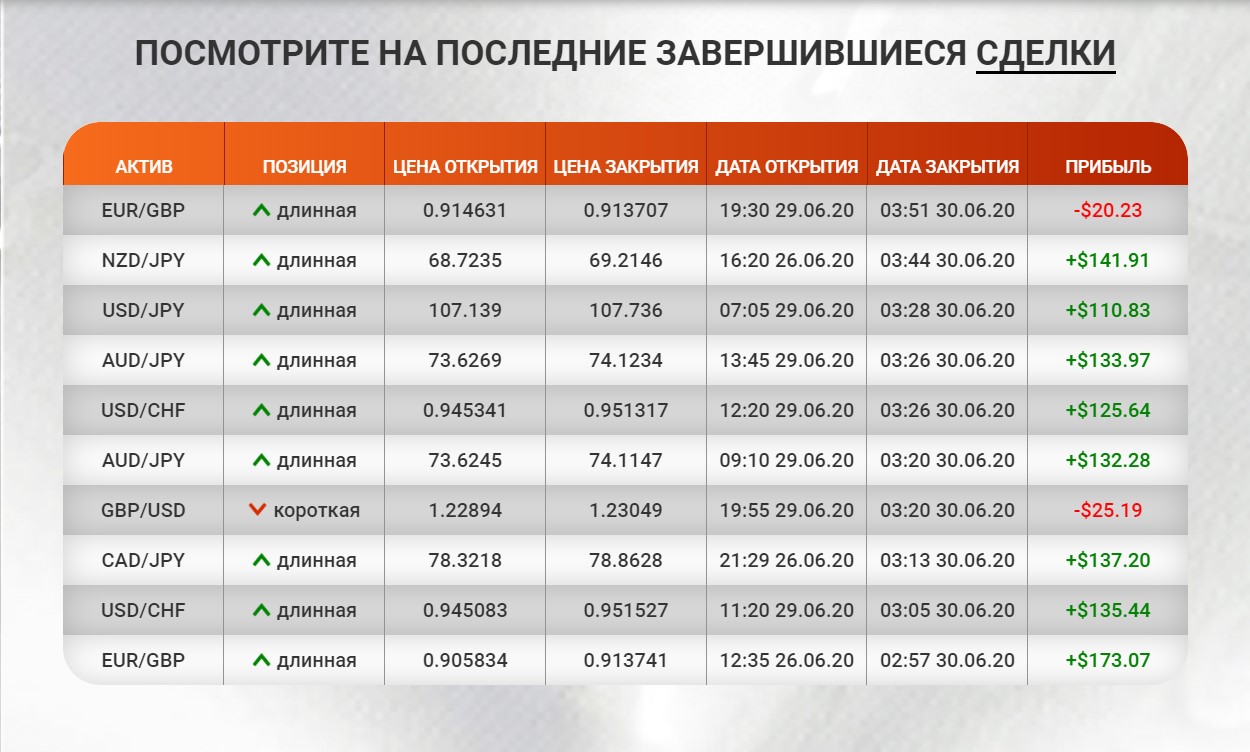 ПОСМОТРИТЕ НА ПОСЛЕДНИЕ ЗАВЕРШИВШИЕСЯ СДЕЛКИ
АКТИВ ПОЗИЦИЯ ЦЕНА ОТКРЫТИЯ ЦЕНА ЗАКРЫТИЯ ДАТА ОТКРЫТИЯ ДАТА ЗАКРЫТИЯ ПРИБЫЛЬ
EUR/GBP длинная 0.914631 0.913707 19:30 29.06.20 03:51 30.06.20 -$20.23
NZD/JPY длинная 68.7235 69.2146 16:20 26.06.20 03:44 30.06.20 +$141.91
USD/JPY длинная 107.139 107.736 07:05 29.06.20 03:28 30.06.20 +$110.83
AUD/JPY длинная 73.6269 74.1234 13:45 29.06.20 03:26 30.06.20 +$133.97
USD/CHF длинная 0.945341 0.951317 12:20 29.06.20 03:26 30.06.20 +$125.64
AUD/JPY длинная 73.6245 74.1147 09:10 29.06.20 03:20 30.06.20 +$132.28
GBP/USD короткая 1.22894 1.23049 19:55 29.06.20 03:20 30.06.20 -$25.19
CAD/JPY длинная 78.3218 78.8628 21:29 26.06.20 03:13 30.06.20 +$137.20
USD/CHF длинная 0.945083 0.951527 11:20 29.06.20 03:05 30.06.20 +$135.44
EUR/GBP длинная 0.905834 0.913741 12:35 26.06.20 02:57 30.06.20 +$173.07